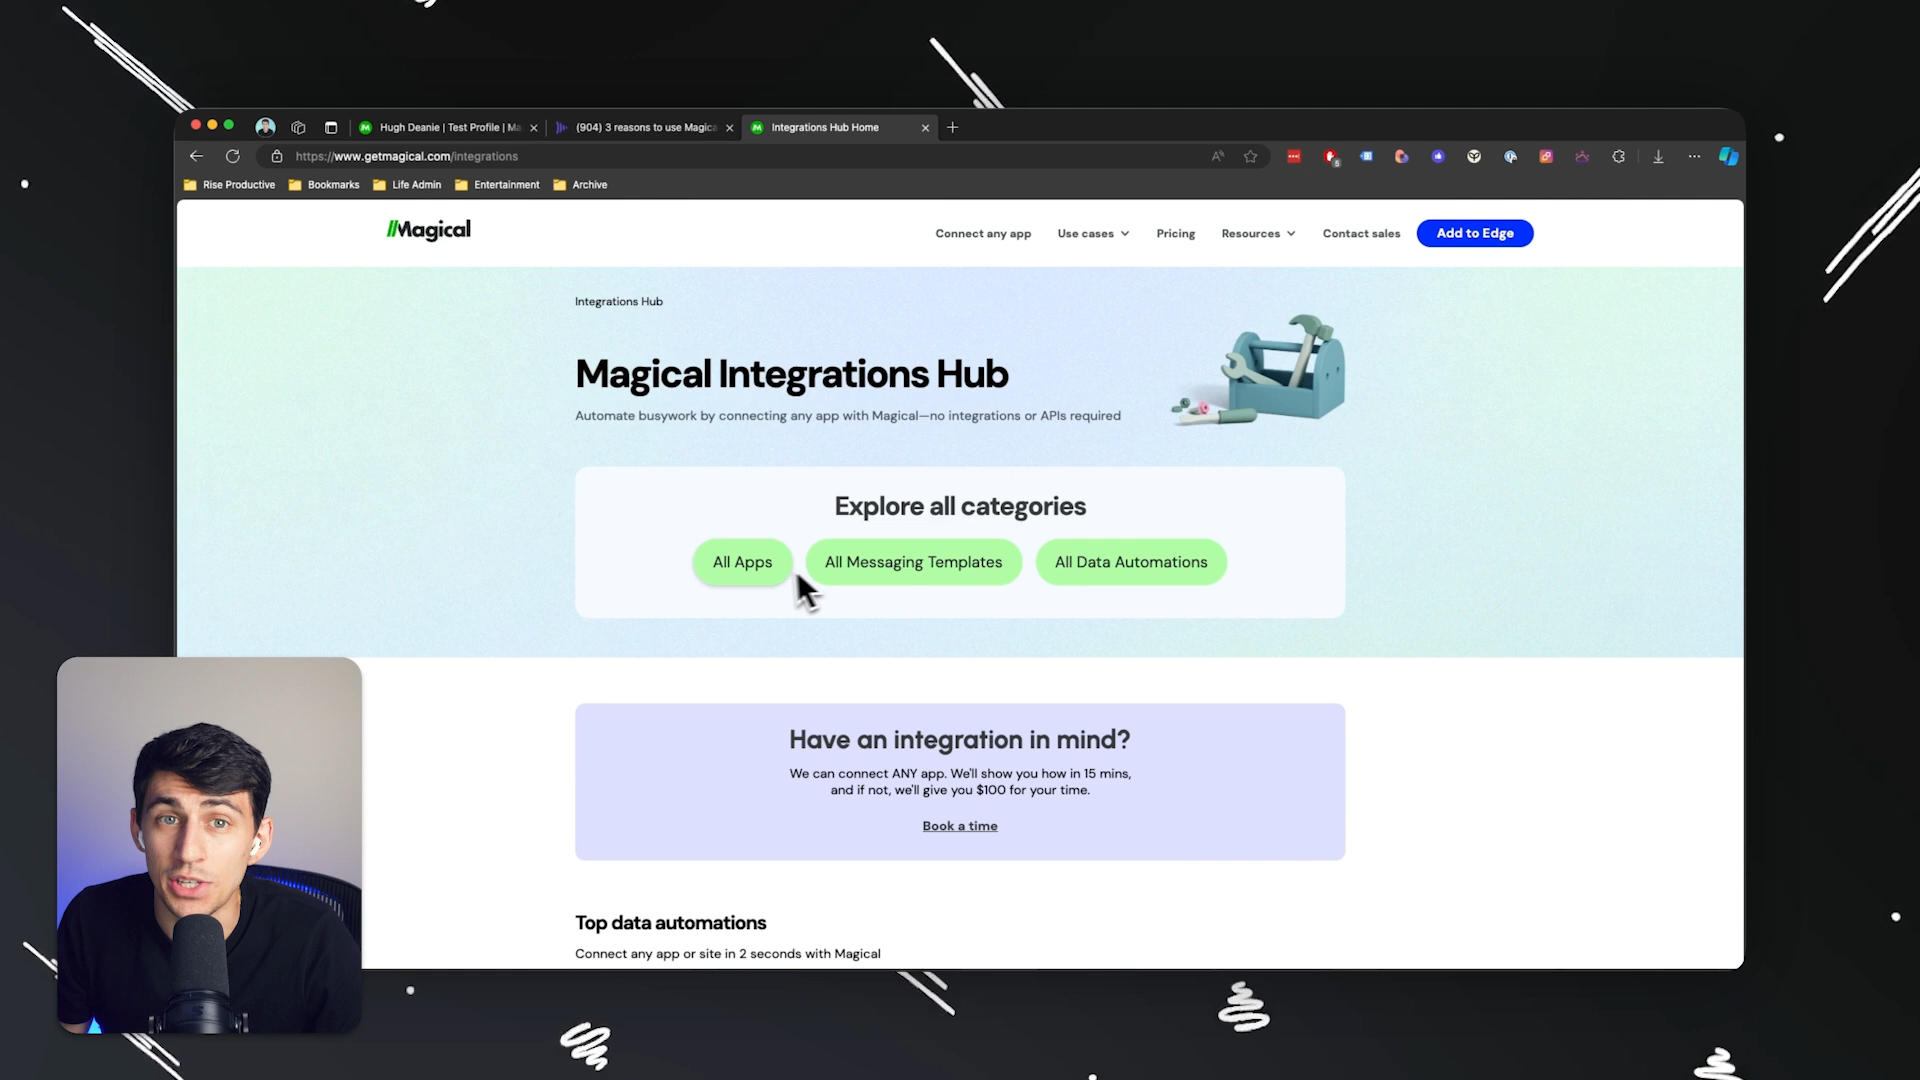 Hugh Deanie | Test Profile | Ma
(904) 3 reasons to use Magica
Integrations Hub Home
https://www.getmagical.com/integrations
5
Rise Productive
Bookmarks
Life Admin
Entertainment
Archive
Magical
Connect any app
Use cases
Pricing
Resources
Contact sales
Add to Edge
Integrations Hub
Magical Integrations Hub
Automate busywork by connecting any app with Magical—no integrations or APIs required
Explore all categories
All Apps
All Messaging Templates
All Data Automations
Have an integration in mind?
We can connect ANY app. We'll show you how in 15 mins,
and if not, we'll give you $100 for your time.
Book a time
Top data automations
Connect any app or site in 2 seconds with Magical